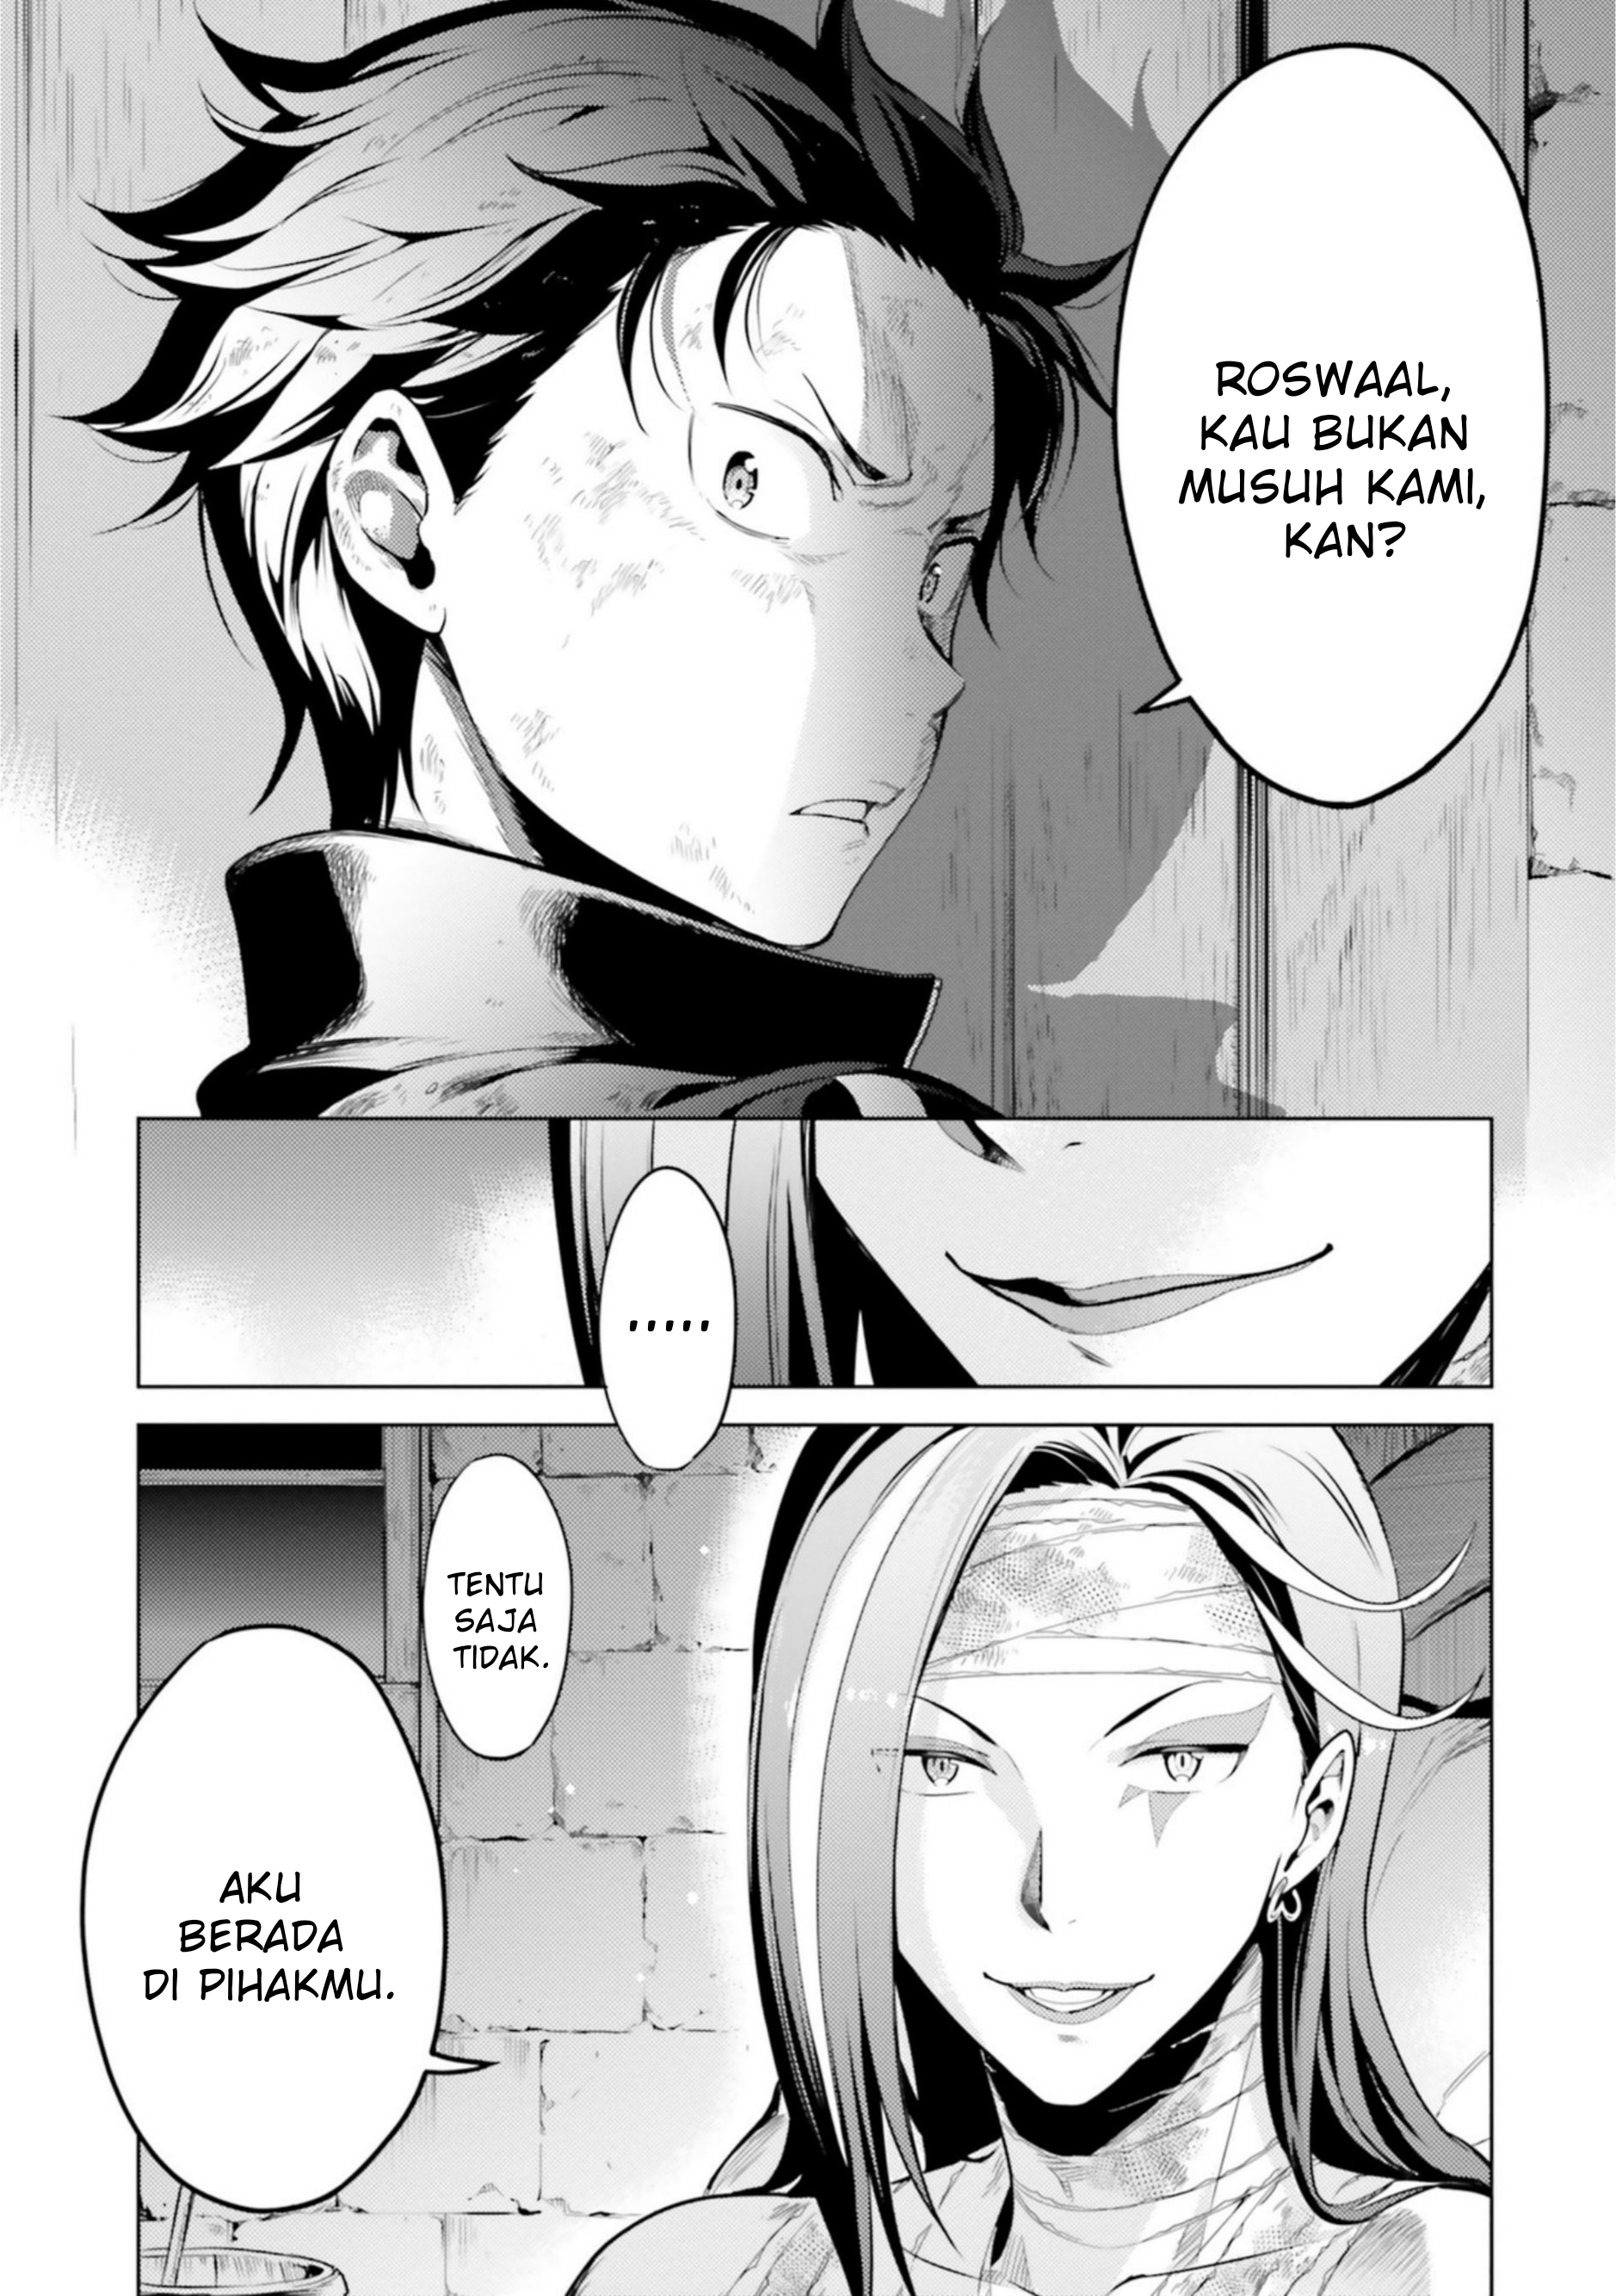 ROSWAAL,
KAU BUKAN
MUSUH KAMI,
KAN?
.....
TENTU
SAJA
TIDAK.
AKU
BERADA
DI PIHAKMU.